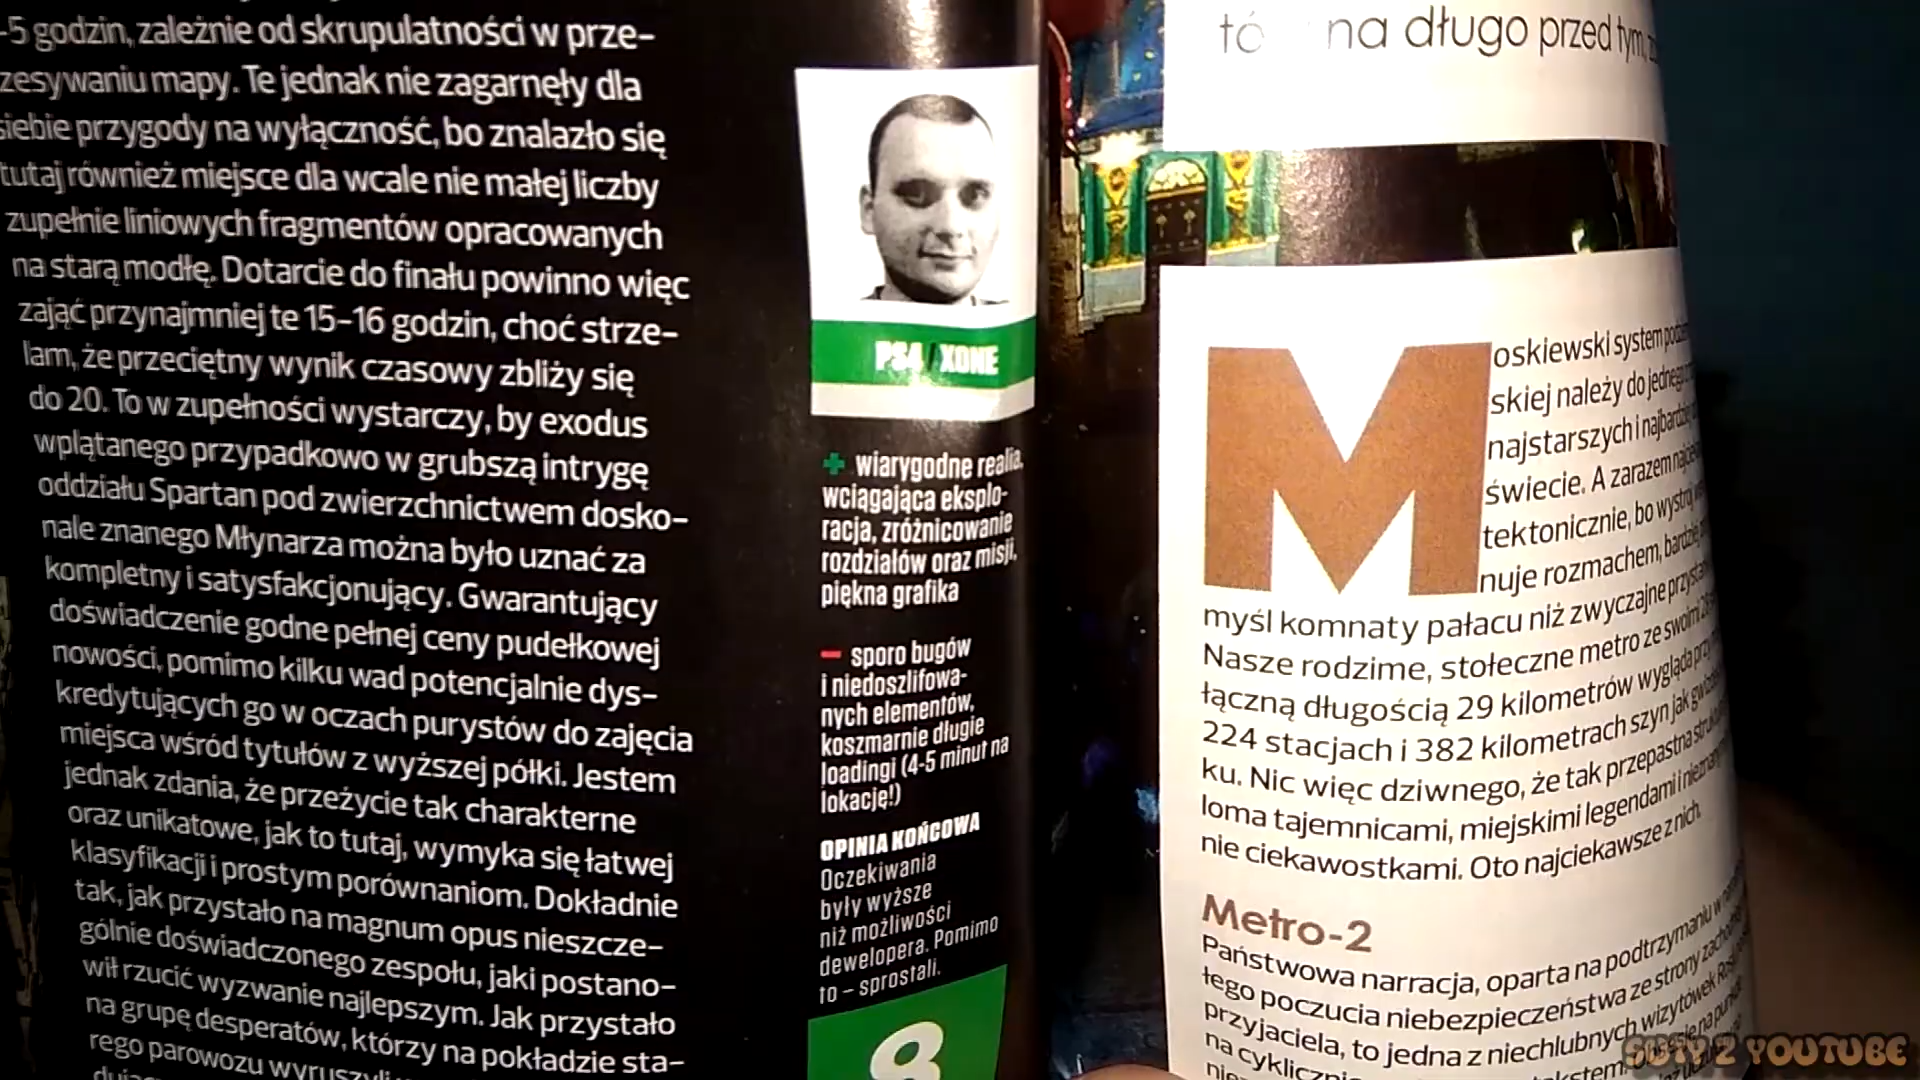 -5 godzin, zależnie od skrupulatności w prze-
zesywaniu mapy. Te jednak nie zagarnęły dla
siebie przygody na wyłączność, bo znalazło się
tutaj również miejsce dla wcale nie małej liczby
zupełnie liniowych fragmentów opracowanych
na starą modłę. Dotarcie do finału powinno więc
zająć przynajmniej te 15-16 godzin, choć strze-
lam, że przeciętny wynik czasowy zbliży się
do 20. To w zupełności wystarczy, by exodus
wplątanego przypadkowo w grubszą intrygę
oddziału Spartan pod zwierzchnictwem dosko-
nale znanego Młynarza można było uznać za
kompletny i satysfakcjonujący. Gwarantujący
doświadczenie godne pełnej ceny pudełkowej
nowości, pomimo kilku wad potencjalnie dys-
kredytujących go w oczach purystów do zajęcia
miejsca wśród tytułów z wyższej półki. Jestem
jednak zdania, że przeżycie tak charakterne
oraz unikatowe, jak to tutaj, wymyka się łatwej
klasyfikacji i prostym porównaniom. Dokładnie
tak, jak przystało na magnum opus nieszcze-
gólnie doświadczonego zespołu, jaki postano-
wił rzucić wyzwanie najlepszym. Jak przystało
na grupę desperatów, którzy na pokładzie sta-
rego parowozu wyruszyli
PS4/XONE
+ wiarygodne realia,
wciągająca eksplo-
racja, zróżnicowanie
rozdziałów oraz misji,
piękna grafika
- sporo bugów
i niedoszlifowa-
nych elementów,
koszmarnie długie
loadingi (4-5 minut na
lokację!)
OPINIA KOŃCOWA
Oczekiwania
były wyższe
niż możliwości
dewelopera. Pomimo
to – sprostali.
8
na długo przed tym,
Moskiewski system
skiej należy do jednego
najstarszych i najbardziej
świecie. A zarazem
tektonicznie, bo wystrój
nuje rozmachem, bardziej
myśl komnaty pałacu niż zwyczajne
Nasze rodzime, stołeczne metro ze swoimi
łączną długością 29 kilometrów wygląda przy
224 stacjach i 382 kilometrach szyn jak
ku. Nic więc dziwnego, że tak przepastna
loma tajemnicami, miejskimi legendami i
nie ciekawostkami. Oto najciekawsze z nich.
Metro-2
Państwowa narracja, oparta na podtrzymaniu w
łego poczucia niebezpieczeństwa ze strony
przyjaciela, to jedna z niechlubnych wizytówek
na
SWTY Z YOUTUBE